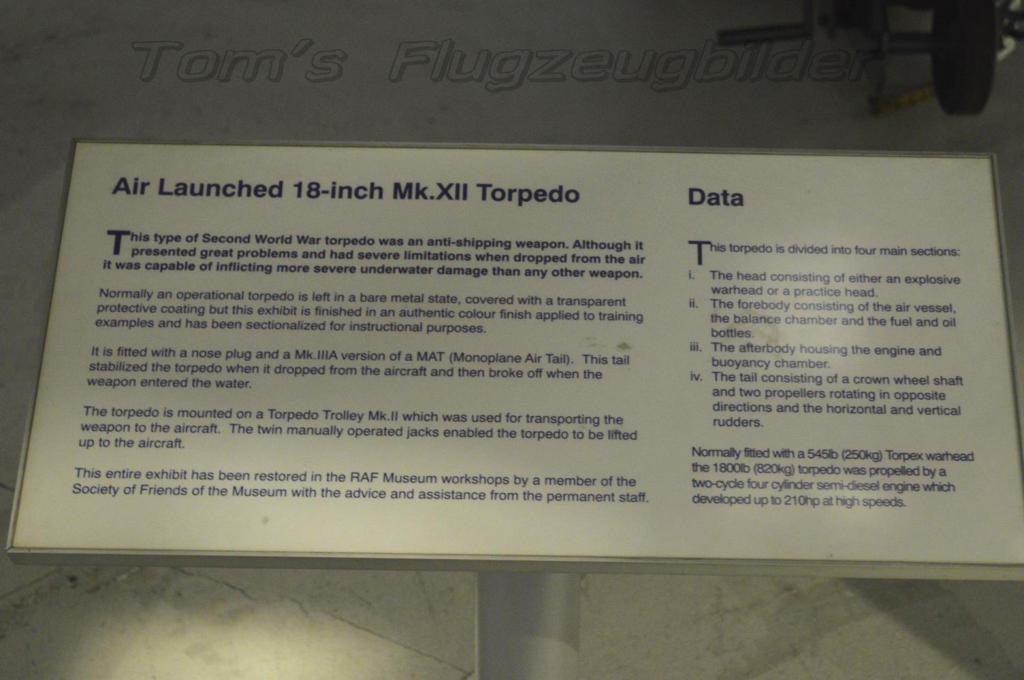 Tom's Flugzeugbilder
Air Launched 18-inch Mk.XII Torpedo
This type of Second World War torpedo was an anti-shipping weapon. Although it
presented great problems and had severe limitations when dropped from the air
it was capable of inflicting more severe underwater damage than any other weapon.
Normally an operational torpedo is left in a bare metal state, covered with a transparent
protective coating but this exhibit is finished in an authentic colour finish applied to training
examples and has been sectionalized for instructional purposes.
It is fitted with a nose plug and a Mk.IIIA version of a MAT (Monoplane Air Tail). This tail
stabilized the torpedo when it dropped from the aircraft and then broke off when the
weapon entered the water.
The torpedo is mounted on a Torpedo Trolley Mk.II which was used for transporting the
weapon to the aircraft. The twin manually operated jacks enabled the torpedo to be lifted
up to the aircraft.
This entire exhibit has been restored in the RAF Museum workshops by a member of the
Society of Friends of the Museum with the advice and assistance from the permanent staff.
Data
This torpedo is divided into four main sections:
i. The head consisting of either an explosive
warhead or a practice head.
ii. The forebody consisting of the air vessel,
the balance chamber and the fuel and oil
bottles.
iii. The afterbody housing the engine and
buoyancy chamber.
iv. The tail consisting of a crown wheel shaft
and two propellers rotating in opposite
directions and the horizontal and vertical
rudders.
Normally fitted with a 545lb (250kg) Torpex warhead
the 1800lb (820kg) torpedo was propelled by a
two-cycle four cylinder semi-diesel engine which
developed up to 210hp at high speeds.